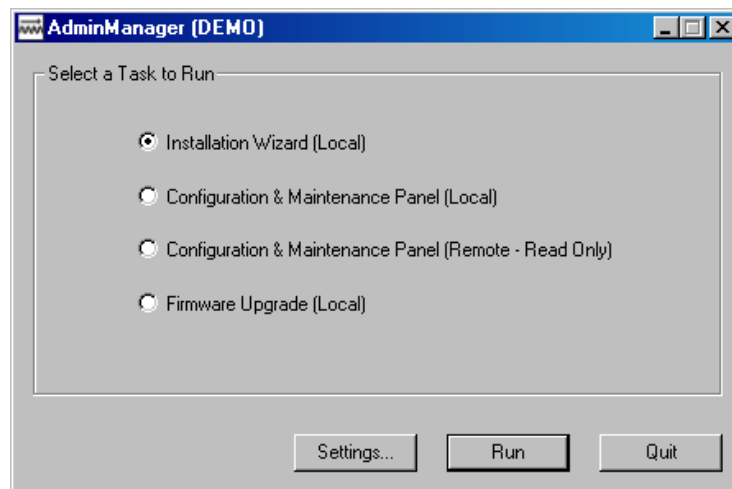 AdminManager (DEMO)
Select a Task to Run
Installation Wizard (Local)
Configuration & Maintenance Panel (Local)
Configuration & Maintenance Panel (Remote - Read Only)
Firmware Upgrade (Local)
Settings... Run Quit